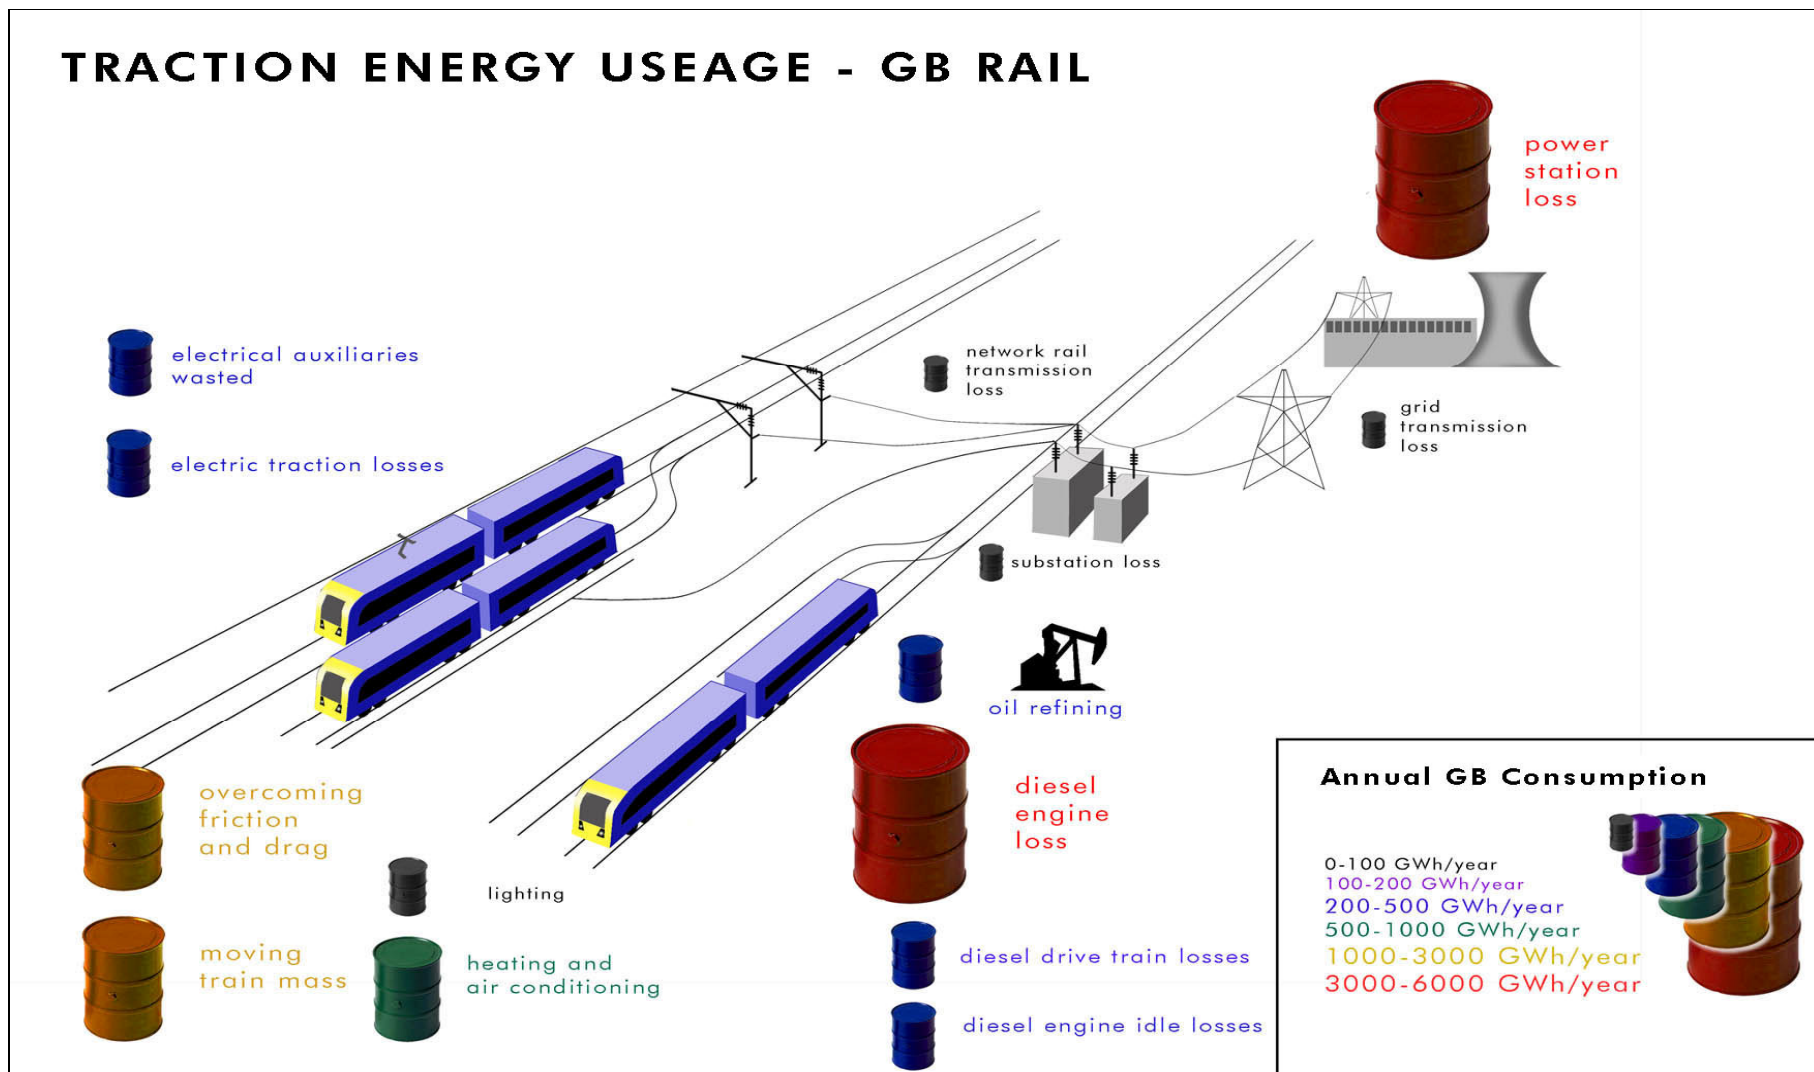 TRACTION ENERGY USEAGE - GB RAIL
power
station
loss
electrical auxiliaries
wasted
network rail
transmission
loss
grid
transmission
loss
electric traction losses
substation loss
oil refining
overcoming
friction
and drag
diesel
engine
loss
lighting
moving
train mass
heating and
air conditioning
diesel drive train losses
diesel engine idle losses
Annual GB Consumption
0-100 GWh/year
100-200 GWh/year
200-500 GWh/year
500-1000 GWh/year
1000-3000 GWh/year
3000-6000 GWh/year